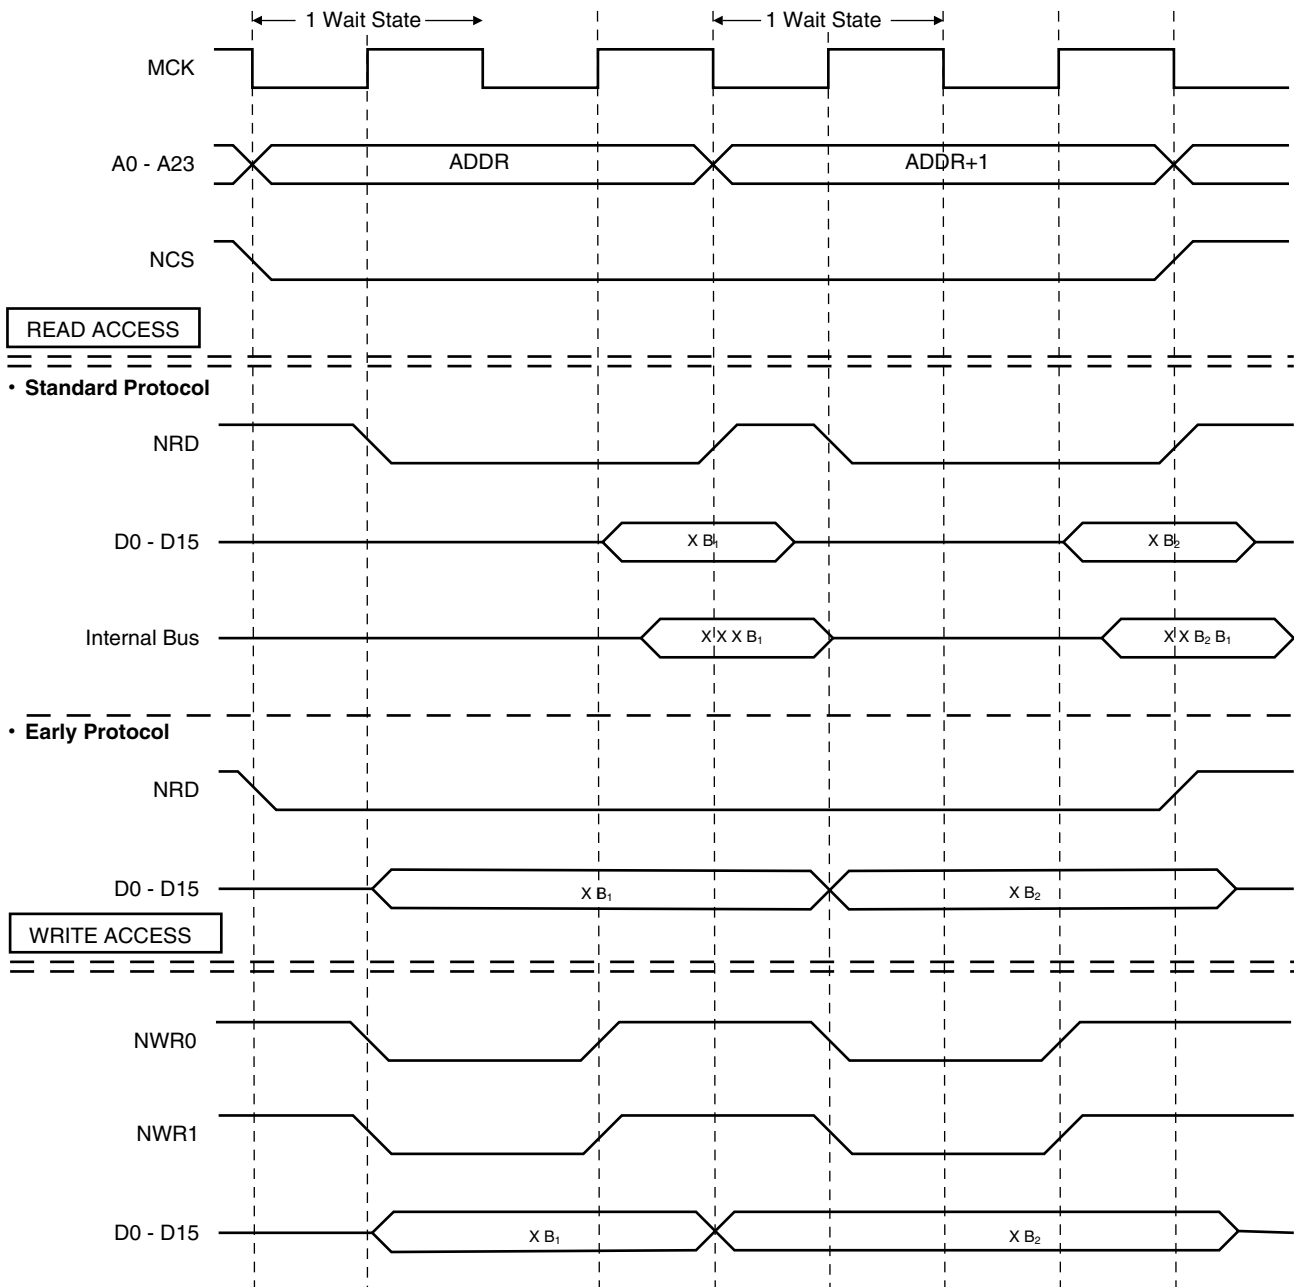 1 Wait State 1 Wait State
MCK
A0 - A23 ADDR ADDR+1
NCS
READ ACCESS
• Standard Protocol
NRD
D0 - D15 X B₁ X B₂
Internal Bus X X X B₁ X X B₂ B₁
• Early Protocol
NRD
D0 - D15 X B₁ X B₂
WRITE ACCESS
NWR0
NWR1
D0 - D15 X B₁ X B₂